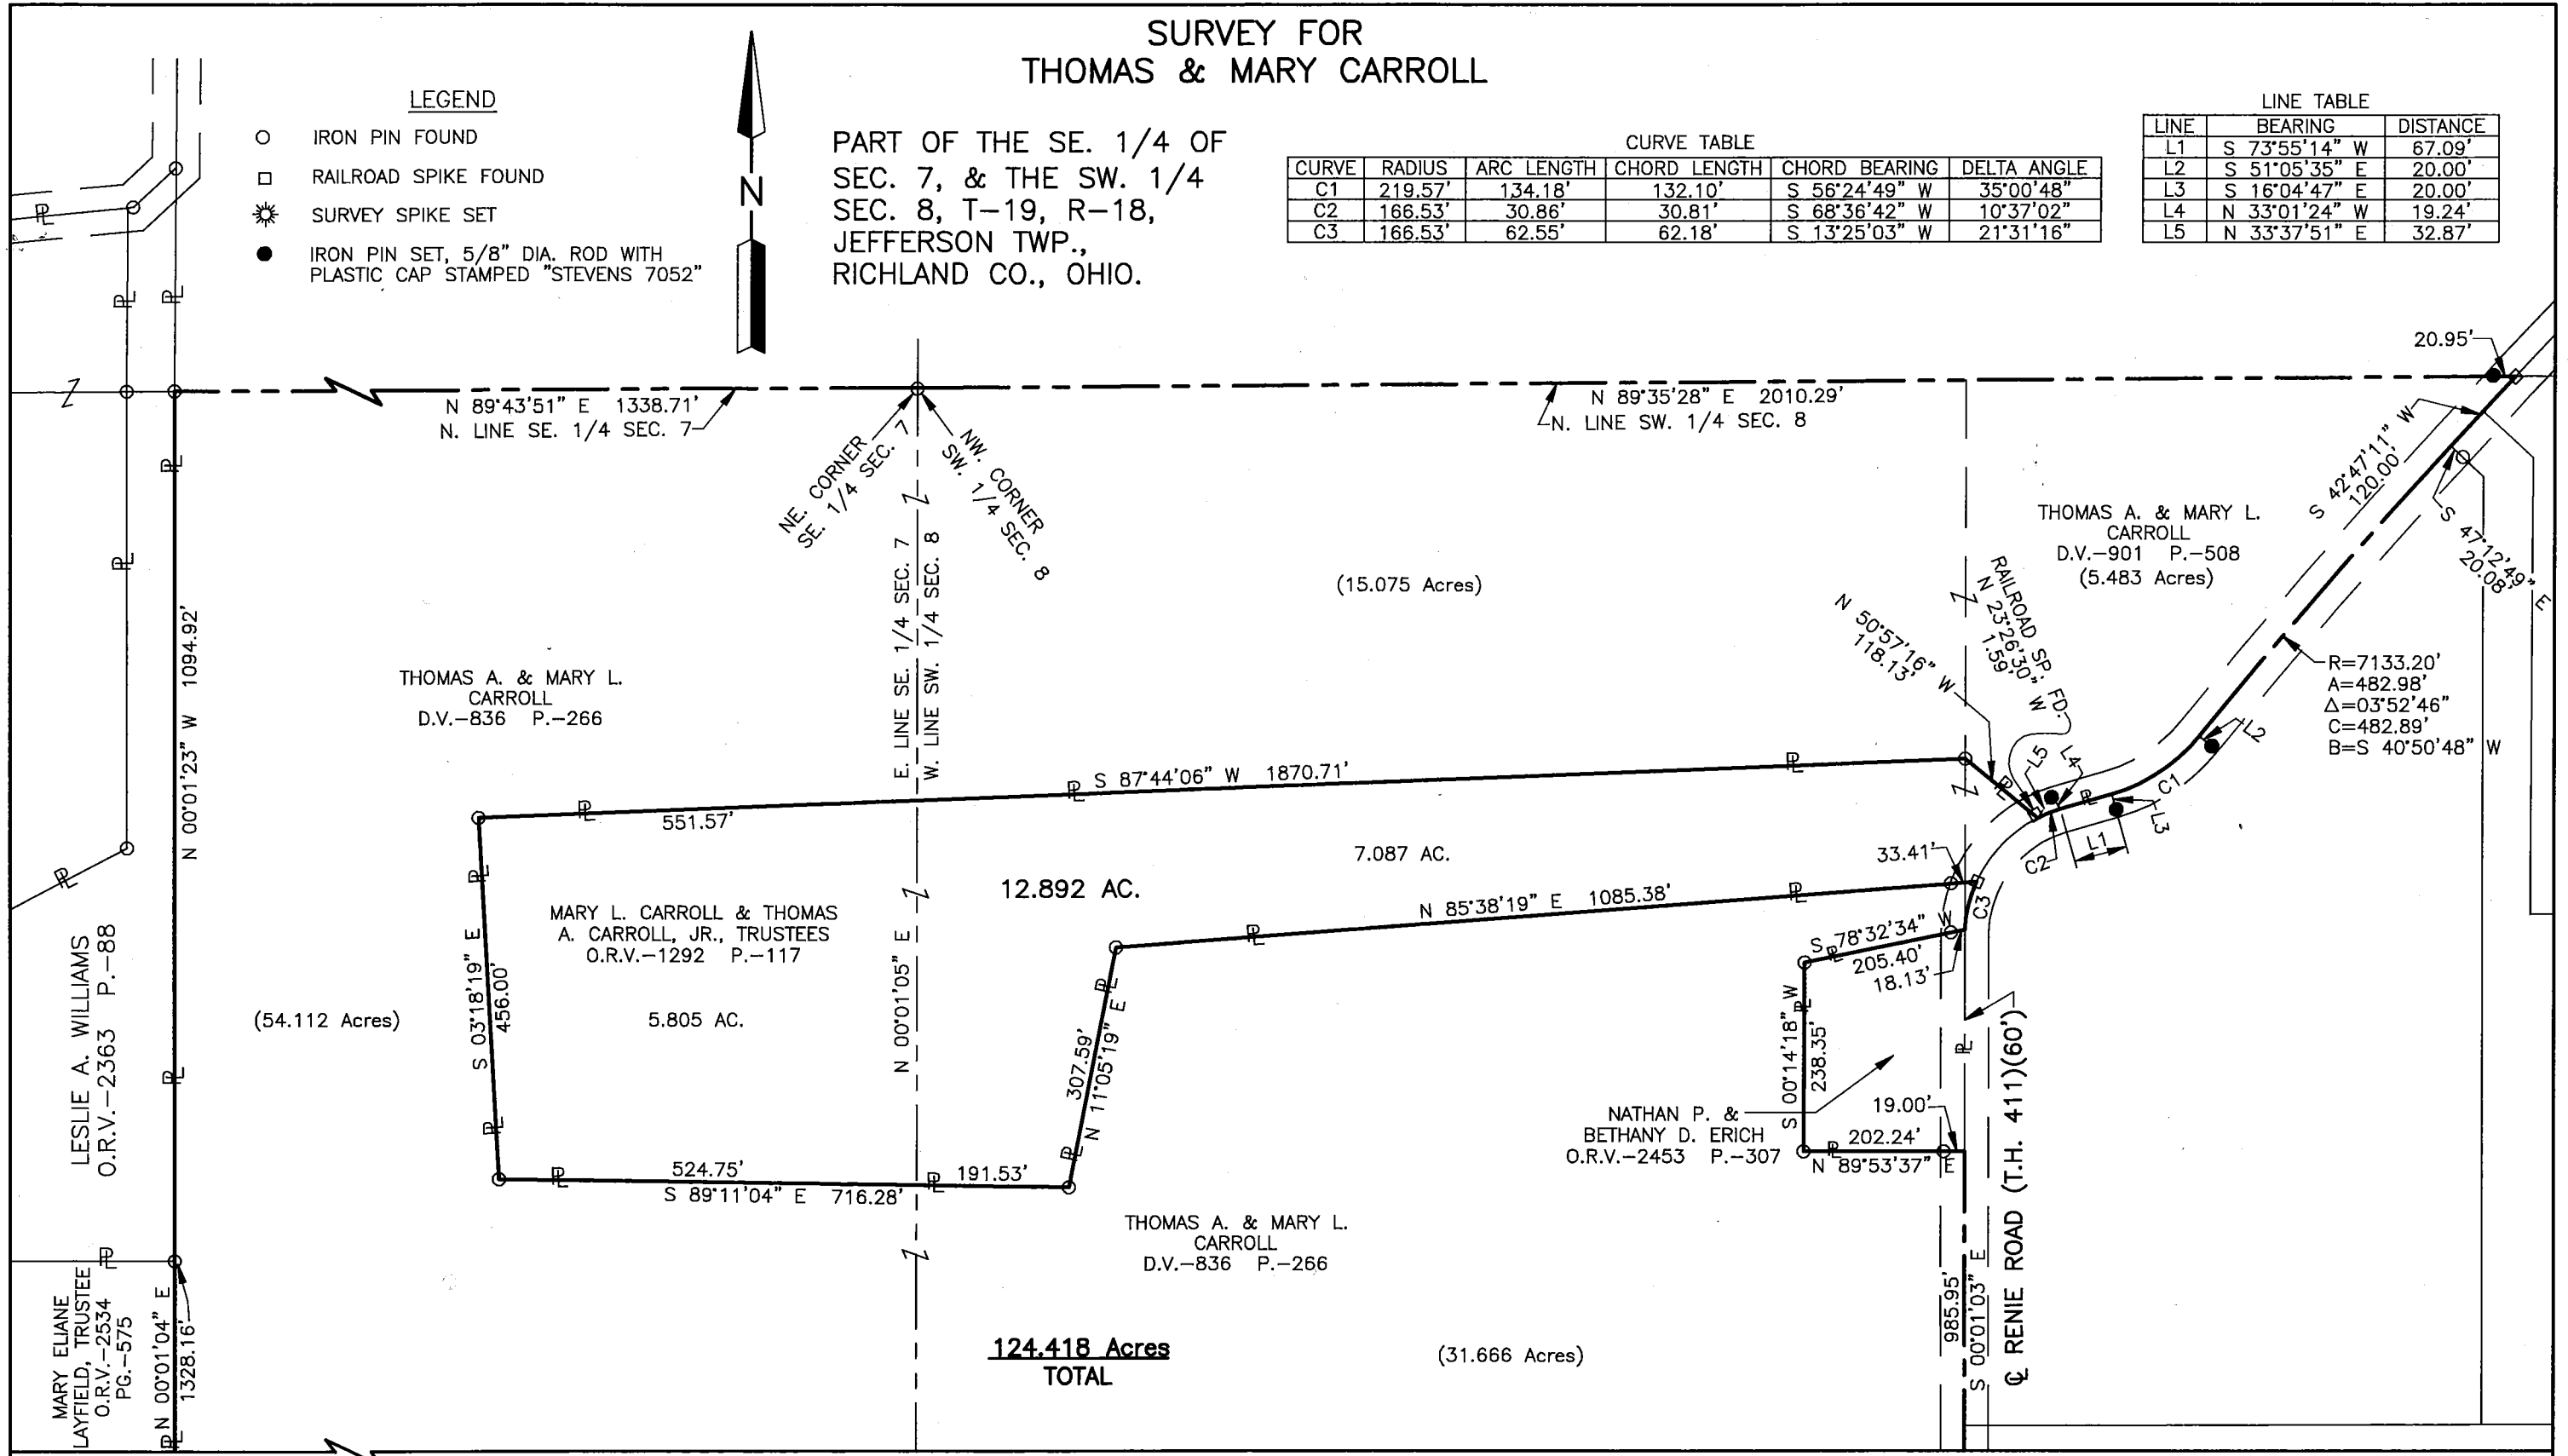 SURVEY FOR
THOMAS & MARY CARROLL
LEGEND
IRON PIN FOUND
RAILROAD SPIKE FOUND
SURVEY SPIKE SET
IRON PIN SET, 5/8" DIA. ROD WITH
PLASTIC CAP STAMPED "STEVENS 7052"
N
PART OF THE SE. 1/4 OF
SEC. 7, & THE SW. 1/4
SEC. 8, T-19, R-18,
JEFFERSON TWP.,
RICHLAND CO., OHIO.
CURVE TABLE
CURVE RADIUS ARC LENGTH CHORD LENGTH CHORD BEARING DELTA ANGLE
C1 219.57' 134.18' 132.10' S 56°24'49" W 35°00'48"
C2 166.53' 30.86' 30.81' S 68°36'42" W 10°37'02"
C3 166.53' 62.55' 62.18' S 13°25'03" W 21°31'16"
LINE TABLE
LINE BEARING DISTANCE
L1 S 73°55'14" W 67.09'
L2 S 51°05'35" E 20.00'
L3 S 16°04'47" E 20.00'
L4 N 33°01'24" W 19.24'
L5 N 33°37'51" E 32.87'
20.95'
N 89°43'51" E 1338.71'
N. LINE SE. 1/4 SEC. 7
N 89°35'28" E 2010.29'
N. LINE SW. 1/4 SEC. 8
NE. CORNER
SE. 1/4 SEC. 7
NW. CORNER
SW. 1/4 SEC. 8
S 42°47'11" W
120.00'
S 47°12'49" E
20.08'
THOMAS A. & MARY L.
CARROLL
D.V.-901 P.-508
(5.483 Acres)
(15.075 Acres)
RAILROAD SP. FD.
N 23°26'30" W
1.59'
N 50°57'16" W
118.13'
R=7133.20'
A=482.98'
Δ=03°52'46"
C=482.89'
B=S 40°50'48" W
L2
L5
L4
C1
L3
L1
C2
N 00°01'23" W 1094.92'
THOMAS A. & MARY L.
CARROLL
D.V.-836 P.-266
E. LINE SE. 1/4 SEC. 7
W. LINE SW. 1/4 SEC. 8
S 87°44'06" W 1870.71'
551.57'
7.087 AC.
33.41'
12.892 AC.
N 85°38'19" E 1085.38'
C3
MARY L. CARROLL & THOMAS
A. CARROLL, JR., TRUSTEES
O.R.V.-1292 P.-117
5.805 AC.
S 03°18'19" E
456.00'
N 00°01'05" E
S 78°32'34" W
205.40'
18.13'
LESLIE A. WILLIAMS
O.R.V.-2363 P.-88
(54.112 Acres)
307.59'
N 11°05'19" E
S 00°14'18" W
238.35'
NATHAN P. &
BETHANY D. ERICH
O.R.V.-2453 P.-307
19.00'
202.24'
N 89°53'37" E
524.75'
191.53'
S 89°11'04" E 716.28'
THOMAS A. & MARY L.
CARROLL
D.V.-836 P.-266
985.95'
S 00°01'03" E
℄ RENIE ROAD (T.H. 411)(60')
MARY ELIANE
LAYFIELD, TRUSTEE
O.R.V.-2534
PG.-575
N 00°01'04" E
1328.16'
124.418 Acres
TOTAL
(31.666 Acres)